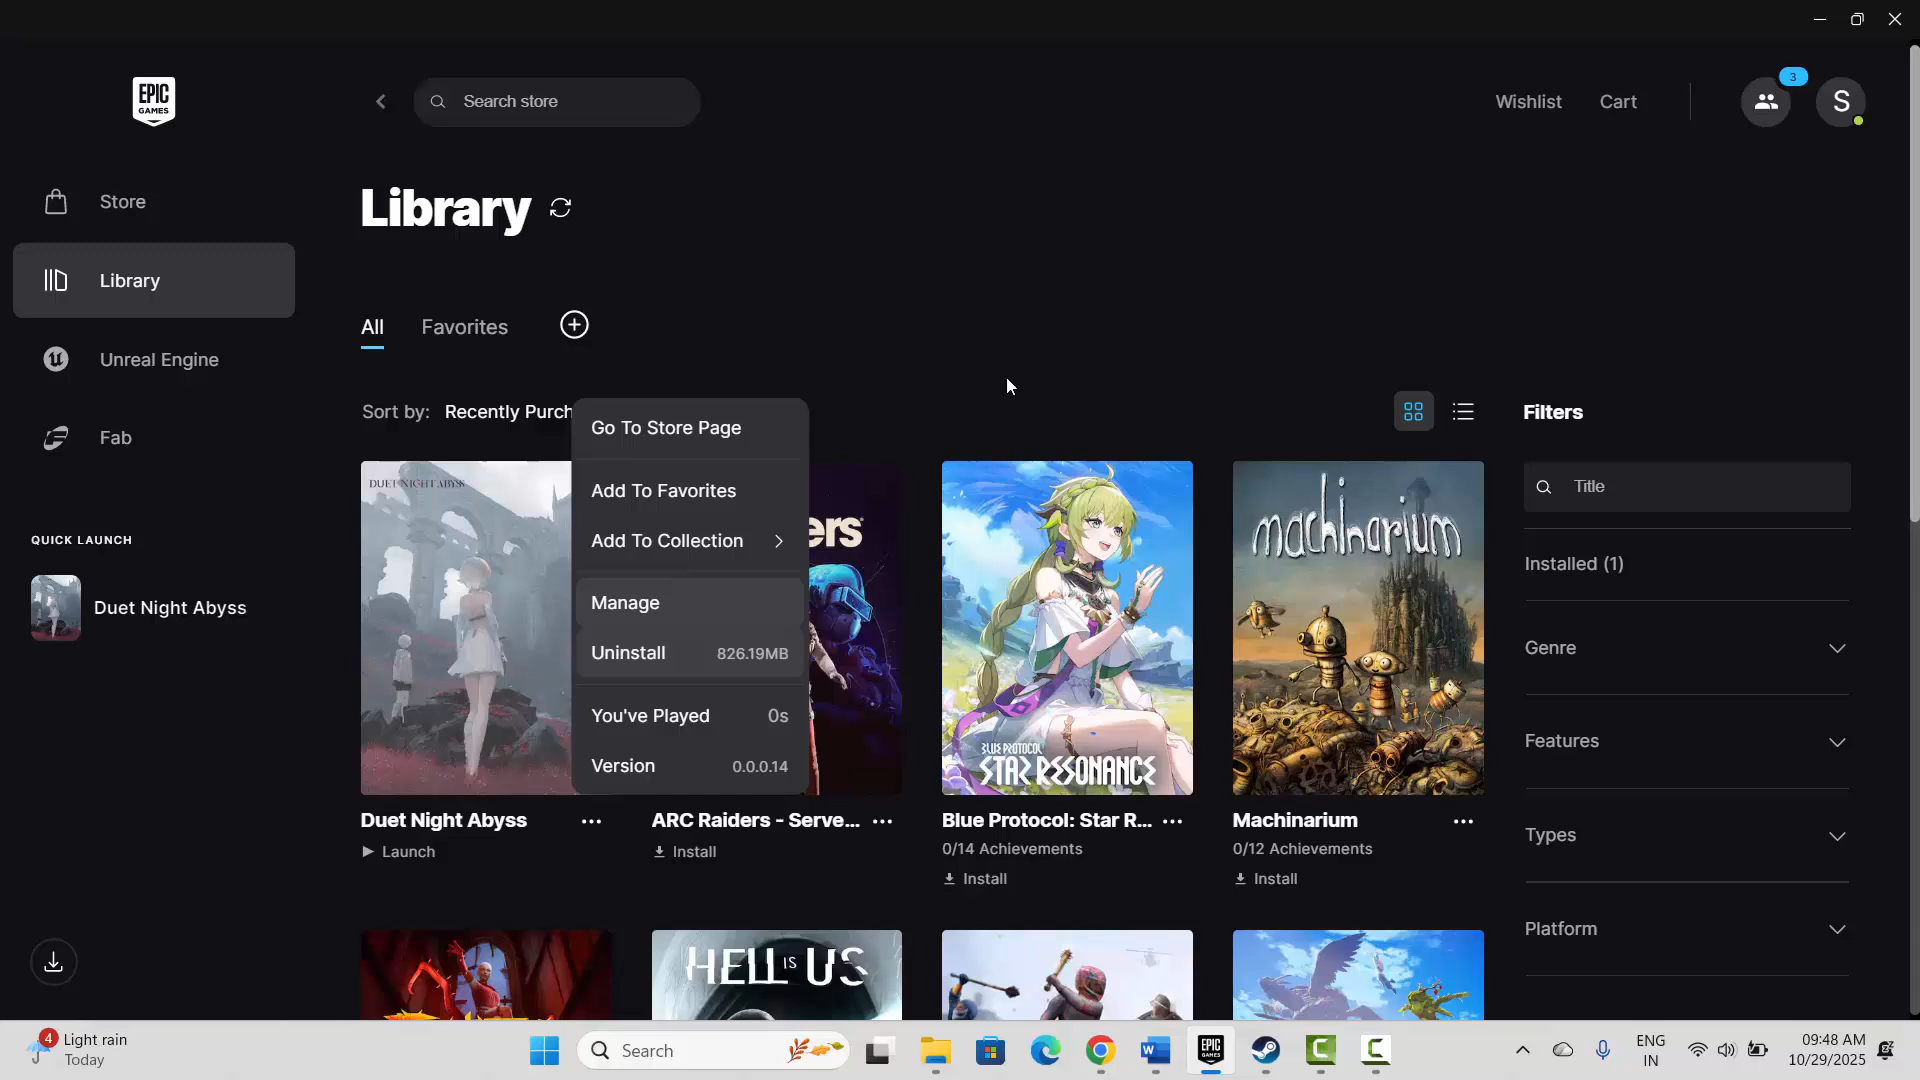 EPIC
GAMES
Search store
Wishlist
Cart
3
S
Store
Library
Unreal Engine
Fab
QUICK LAUNCH
Duet Night Abyss
Library
All
Favorites
Sort by:
Recently Purch
Go To Store Page
Add To Favorites
Add To Collection
Manage
Uninstall 826.19MB
You've Played 0s
Version 0.0.0.14
DUET NIGHT ABYSS
ers
BLUE PROTOCOL
STAR RESONANCE
machinarium
Duet Night Abyss
Launch
ARC Raiders - Serve...
Install
Blue Protocol: Star R...
0/14 Achievements
Install
Machinarium
0/12 Achievements
Install
HELL IS US
Filters
Title
Installed (1)
Genre
Features
Types
Platform
4
Light rain
Today
Search
EPIC
GAMES
ENG
IN
09:48 AM
10/29/2025